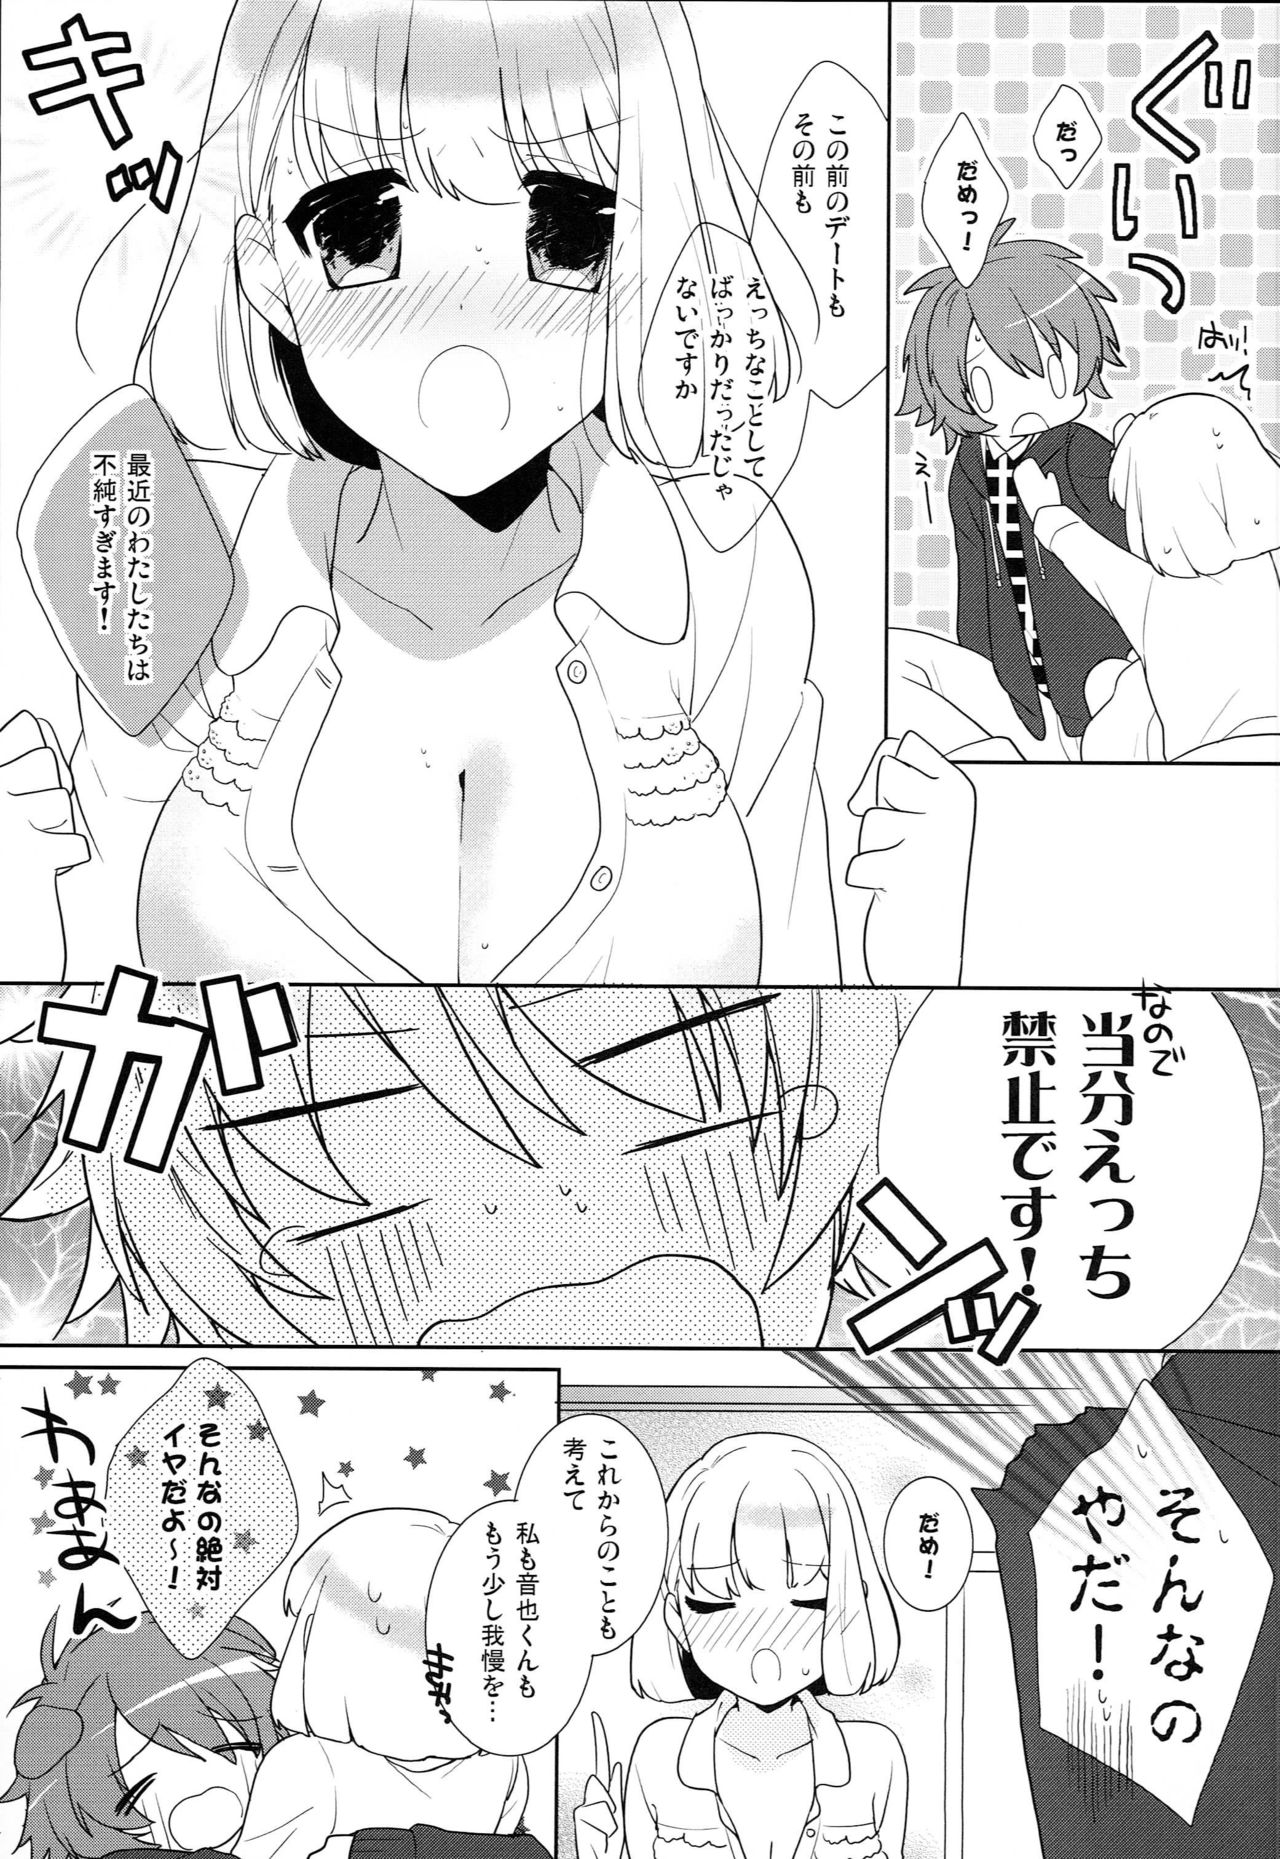 ぐいっ
だっ
だめっ！
はッ！
えー
この前のデートも
その前も
えっちなことして
ばっかりだったじゃ
ないですか
キッ
最近のわたしたちは
不純すぎます！
なので
当分えっち
禁止です！
ガ
ンッ
そんなの
やだ！
だめ！
これからのことも
考えて
私も音也くんも
もう少し我慢を…
そんなの絶対
イヤだよ～！
わぁぁん